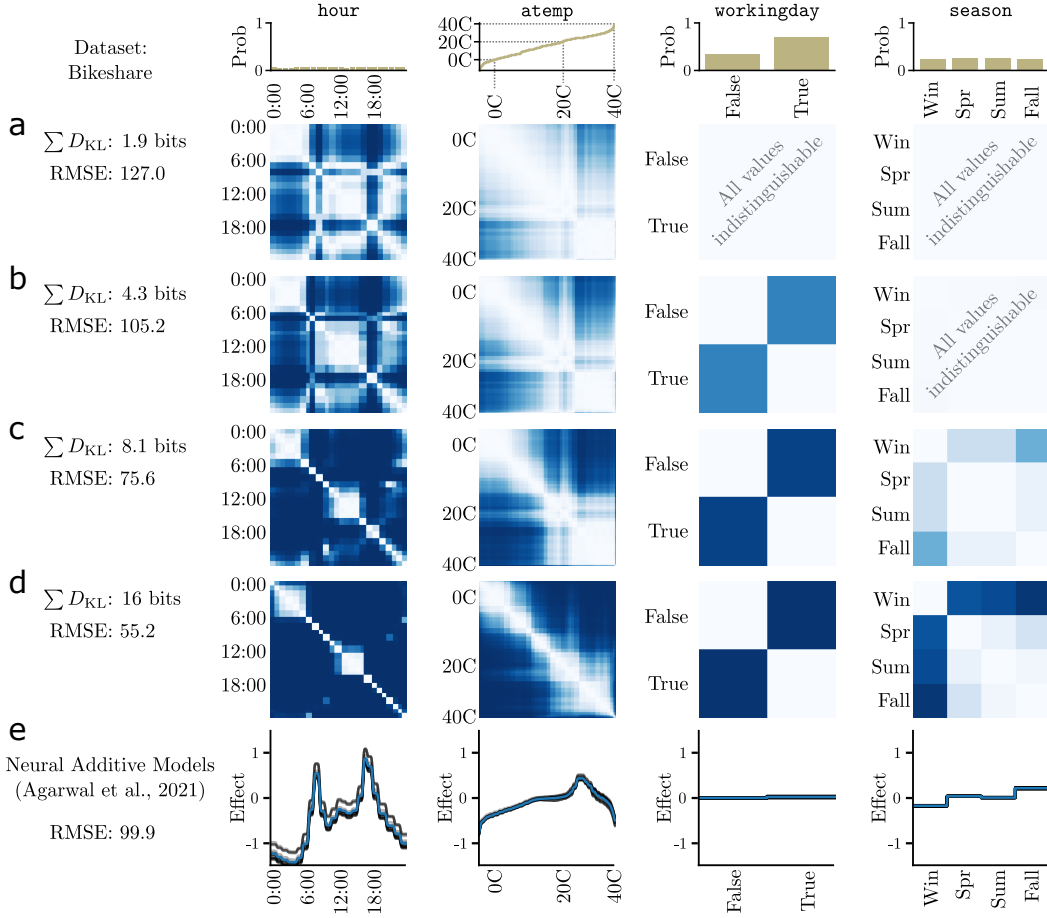 hour
atemp
workingday
season
Dataset:
Bikeshare
Prob
1
0
0:00
6:00
12:00
18:00
40C
20C
0C
0C
20C
40C
Prob
1
0
False
True
Prob
1
0
Win
Spr
Sum
Fall
a
∑ D_KL: 1.9 bits
RMSE: 127.0
0:00
6:00
12:00
18:00
0C
20C
40C
False
True
All values
indistinguishable
Win
Spr
Sum
Fall
All values
indistinguishable
b
∑ D_KL: 4.3 bits
RMSE: 105.2
0:00
6:00
12:00
18:00
0C
20C
40C
False
True
Win
Spr
Sum
Fall
All values
indistinguishable
c
∑ D_KL: 8.1 bits
RMSE: 75.6
0:00
6:00
12:00
18:00
0C
20C
40C
False
True
Win
Spr
Sum
Fall
d
∑ D_KL: 16 bits
RMSE: 55.2
0:00
6:00
12:00
18:00
0C
20C
40C
False
True
Win
Spr
Sum
Fall
e
Neural Additive Models
(Agarwal et al., 2021)
RMSE: 99.9
Effect
1
0
-1
0:00
6:00
12:00
18:00
Effect
1
0
-1
0C
20C
40C
Effect
1
0
-1
False
True
Effect
1
0
-1
Win
Spr
Sum
Fall